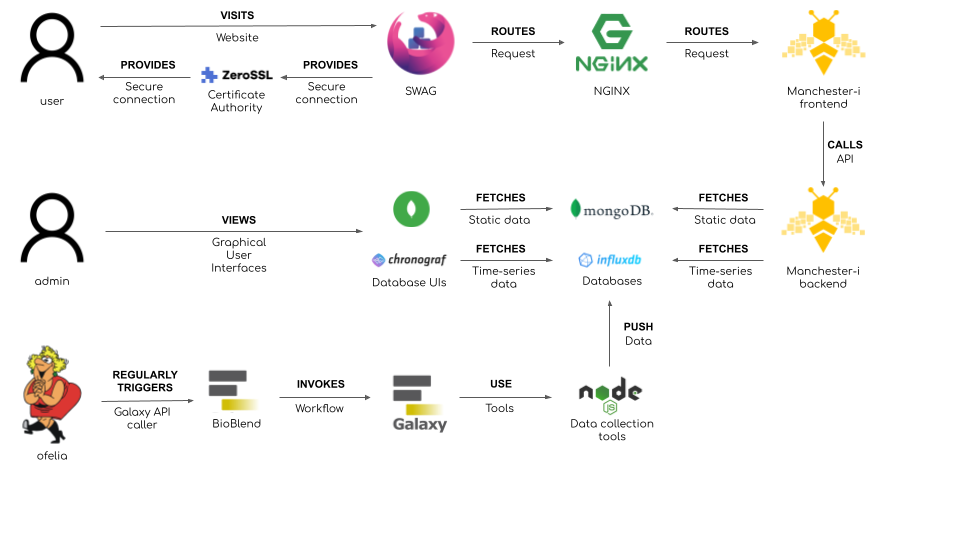 VISITS
Website
ROUTES
Request
NGINX
ROUTES
Request
PROVIDES
Secure
connection
ZeroSSL
Certificate
Authority
PROVIDES
Secure
connection
user
SWAG
NGINX
Manchester-i
frontend
CALLS
API
VIEWS
Graphical
User
Interfaces
FETCHES
Static data
mongoDB.
FETCHES
Static data
admin
chronograf
Database UIs
FETCHES
Time-series
data
influxdb
Databases
FETCHES
Time-series
data
Manchester-i
backend
PUSH
Data
REGULARLY
TRIGGERS
Galaxy API
caller
BioBlend
INVOKES
Workflow
Galaxy
USE
Tools
node
JS
Data collection
tools
ofelia